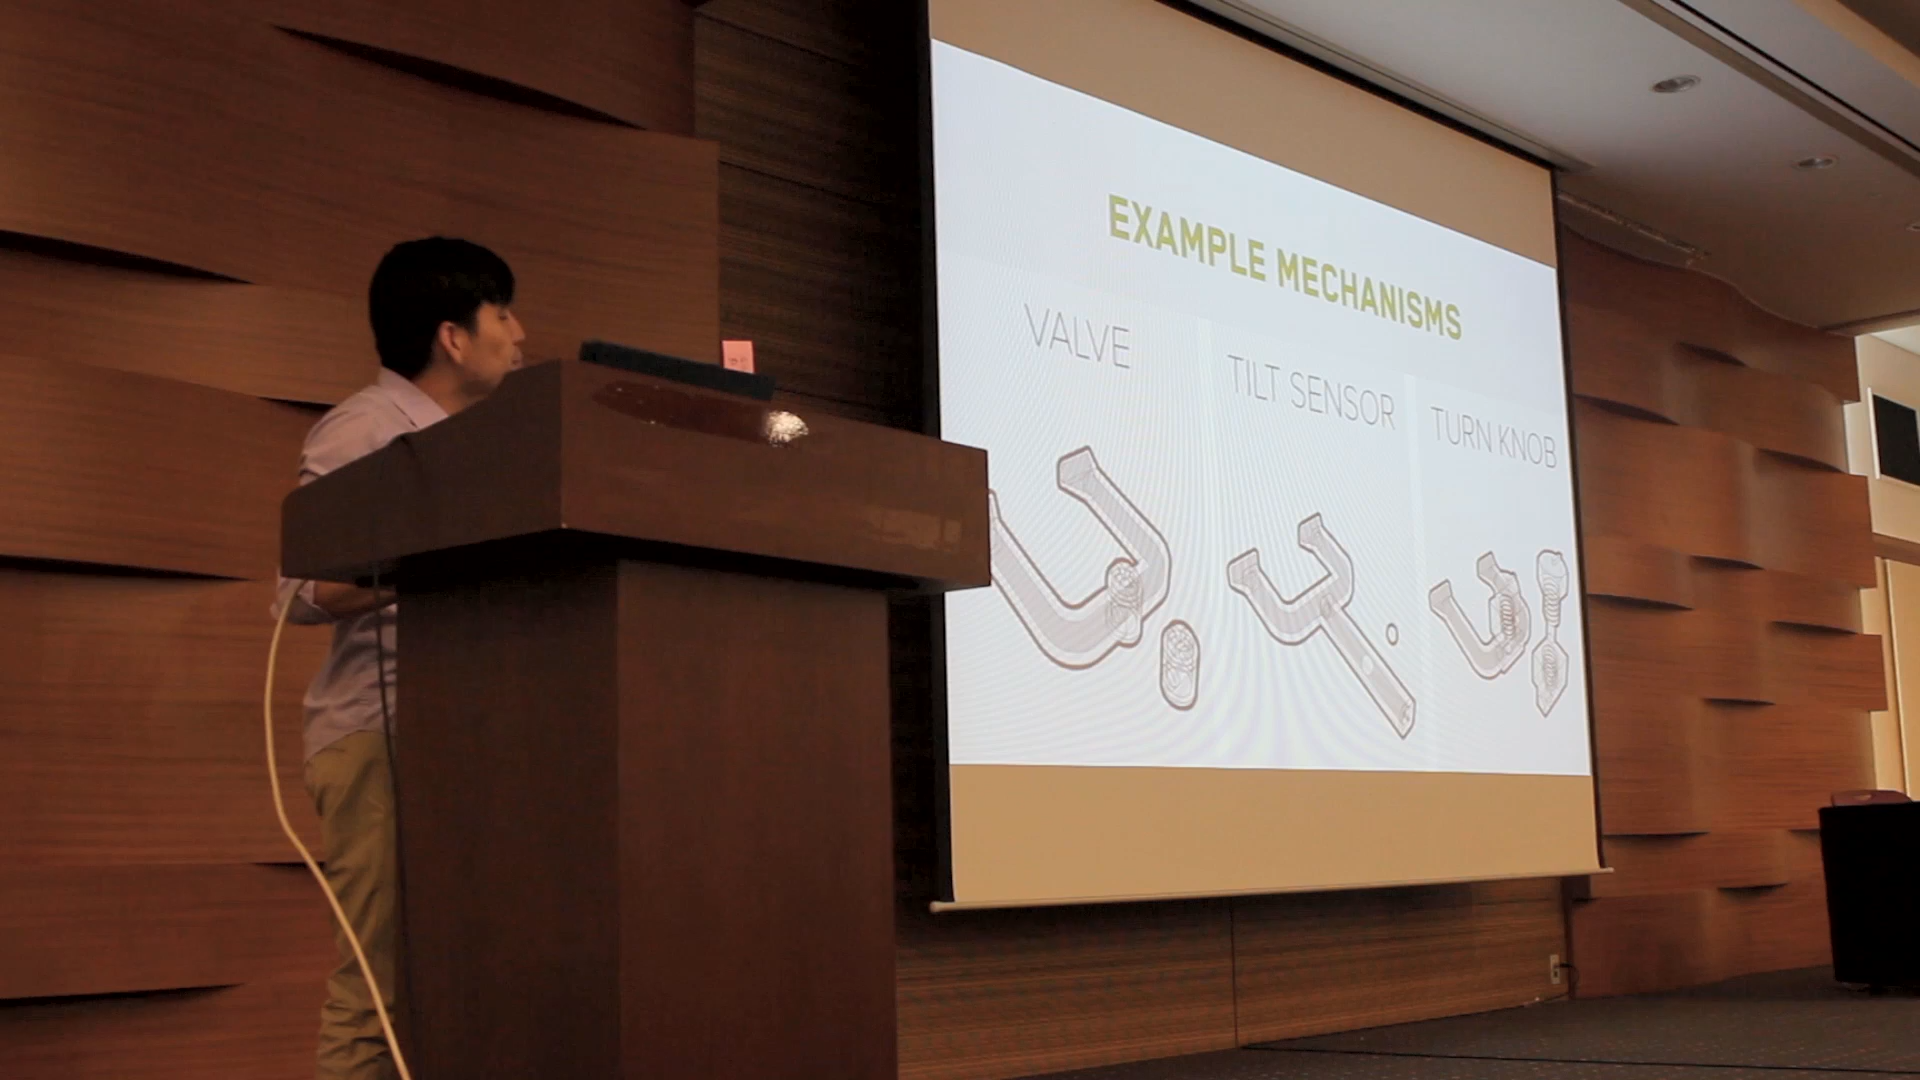 EXAMPLE MECHANISMS
VALVE
TILT SENSOR
TURN KNOB